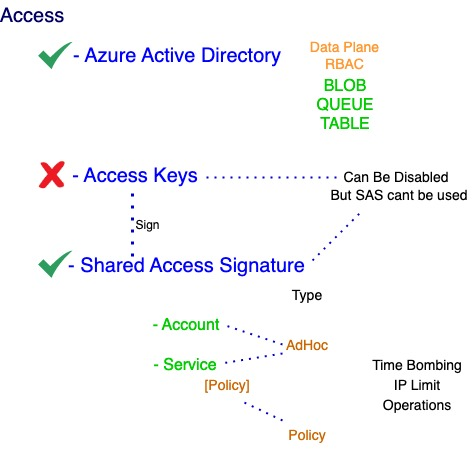 Access
- Azure Active Directory
Data Plane
RBAC
BLOB
QUEUE
TABLE
- Access Keys
Can Be Disabled
But SAS cant be used
Sign
- Shared Access Signature
Type
- Account
AdHoc
- Service
[Policy]
Time Bombing
IP Limit
Operations
Policy